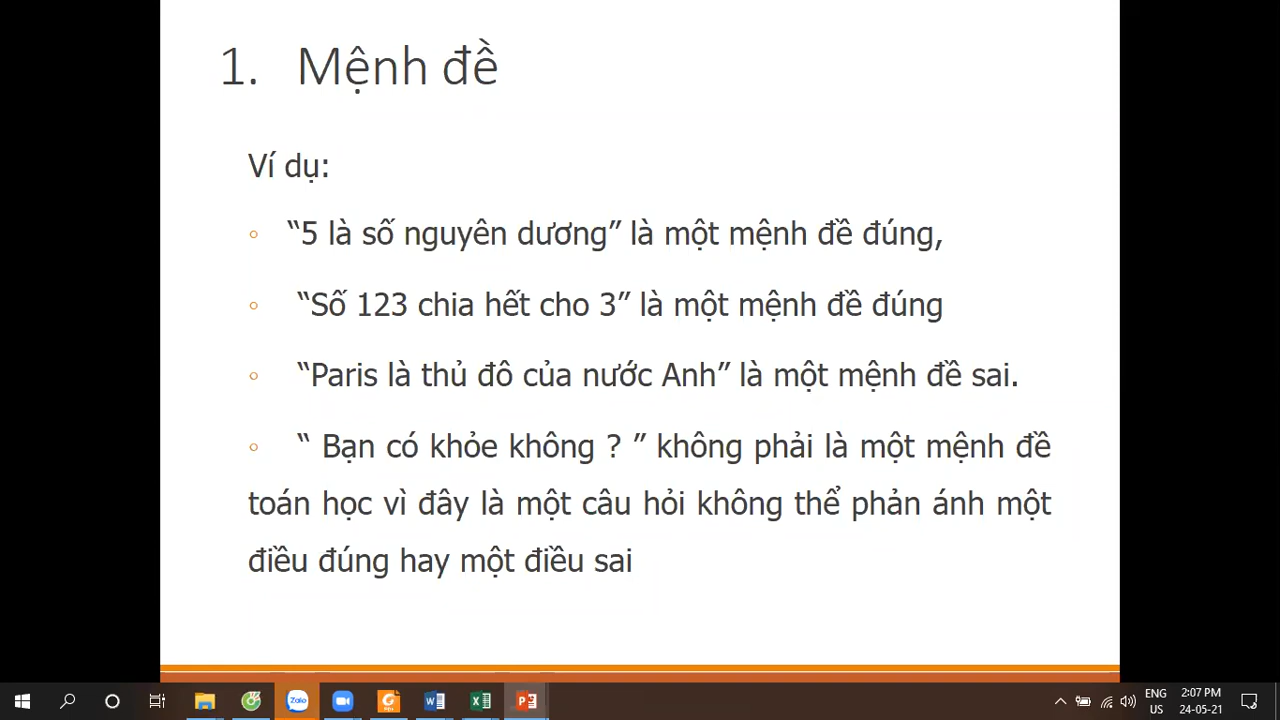 1. Mệnh đề
Ví dụ:
◦ “5 là số nguyên dương” là một mệnh đề đúng,
◦ “Số 123 chia hết cho 3” là một mệnh đề đúng
◦ “Paris là thủ đô của nước Anh” là một mệnh đề sai.
◦ “ Bạn có khỏe không ? ” không phải là một mệnh đề
toán học vì đây là một câu hỏi không thể phản ánh một
điều đúng hay một điều sai
Zalo
ENG 2:07 PM
US 24-05-21